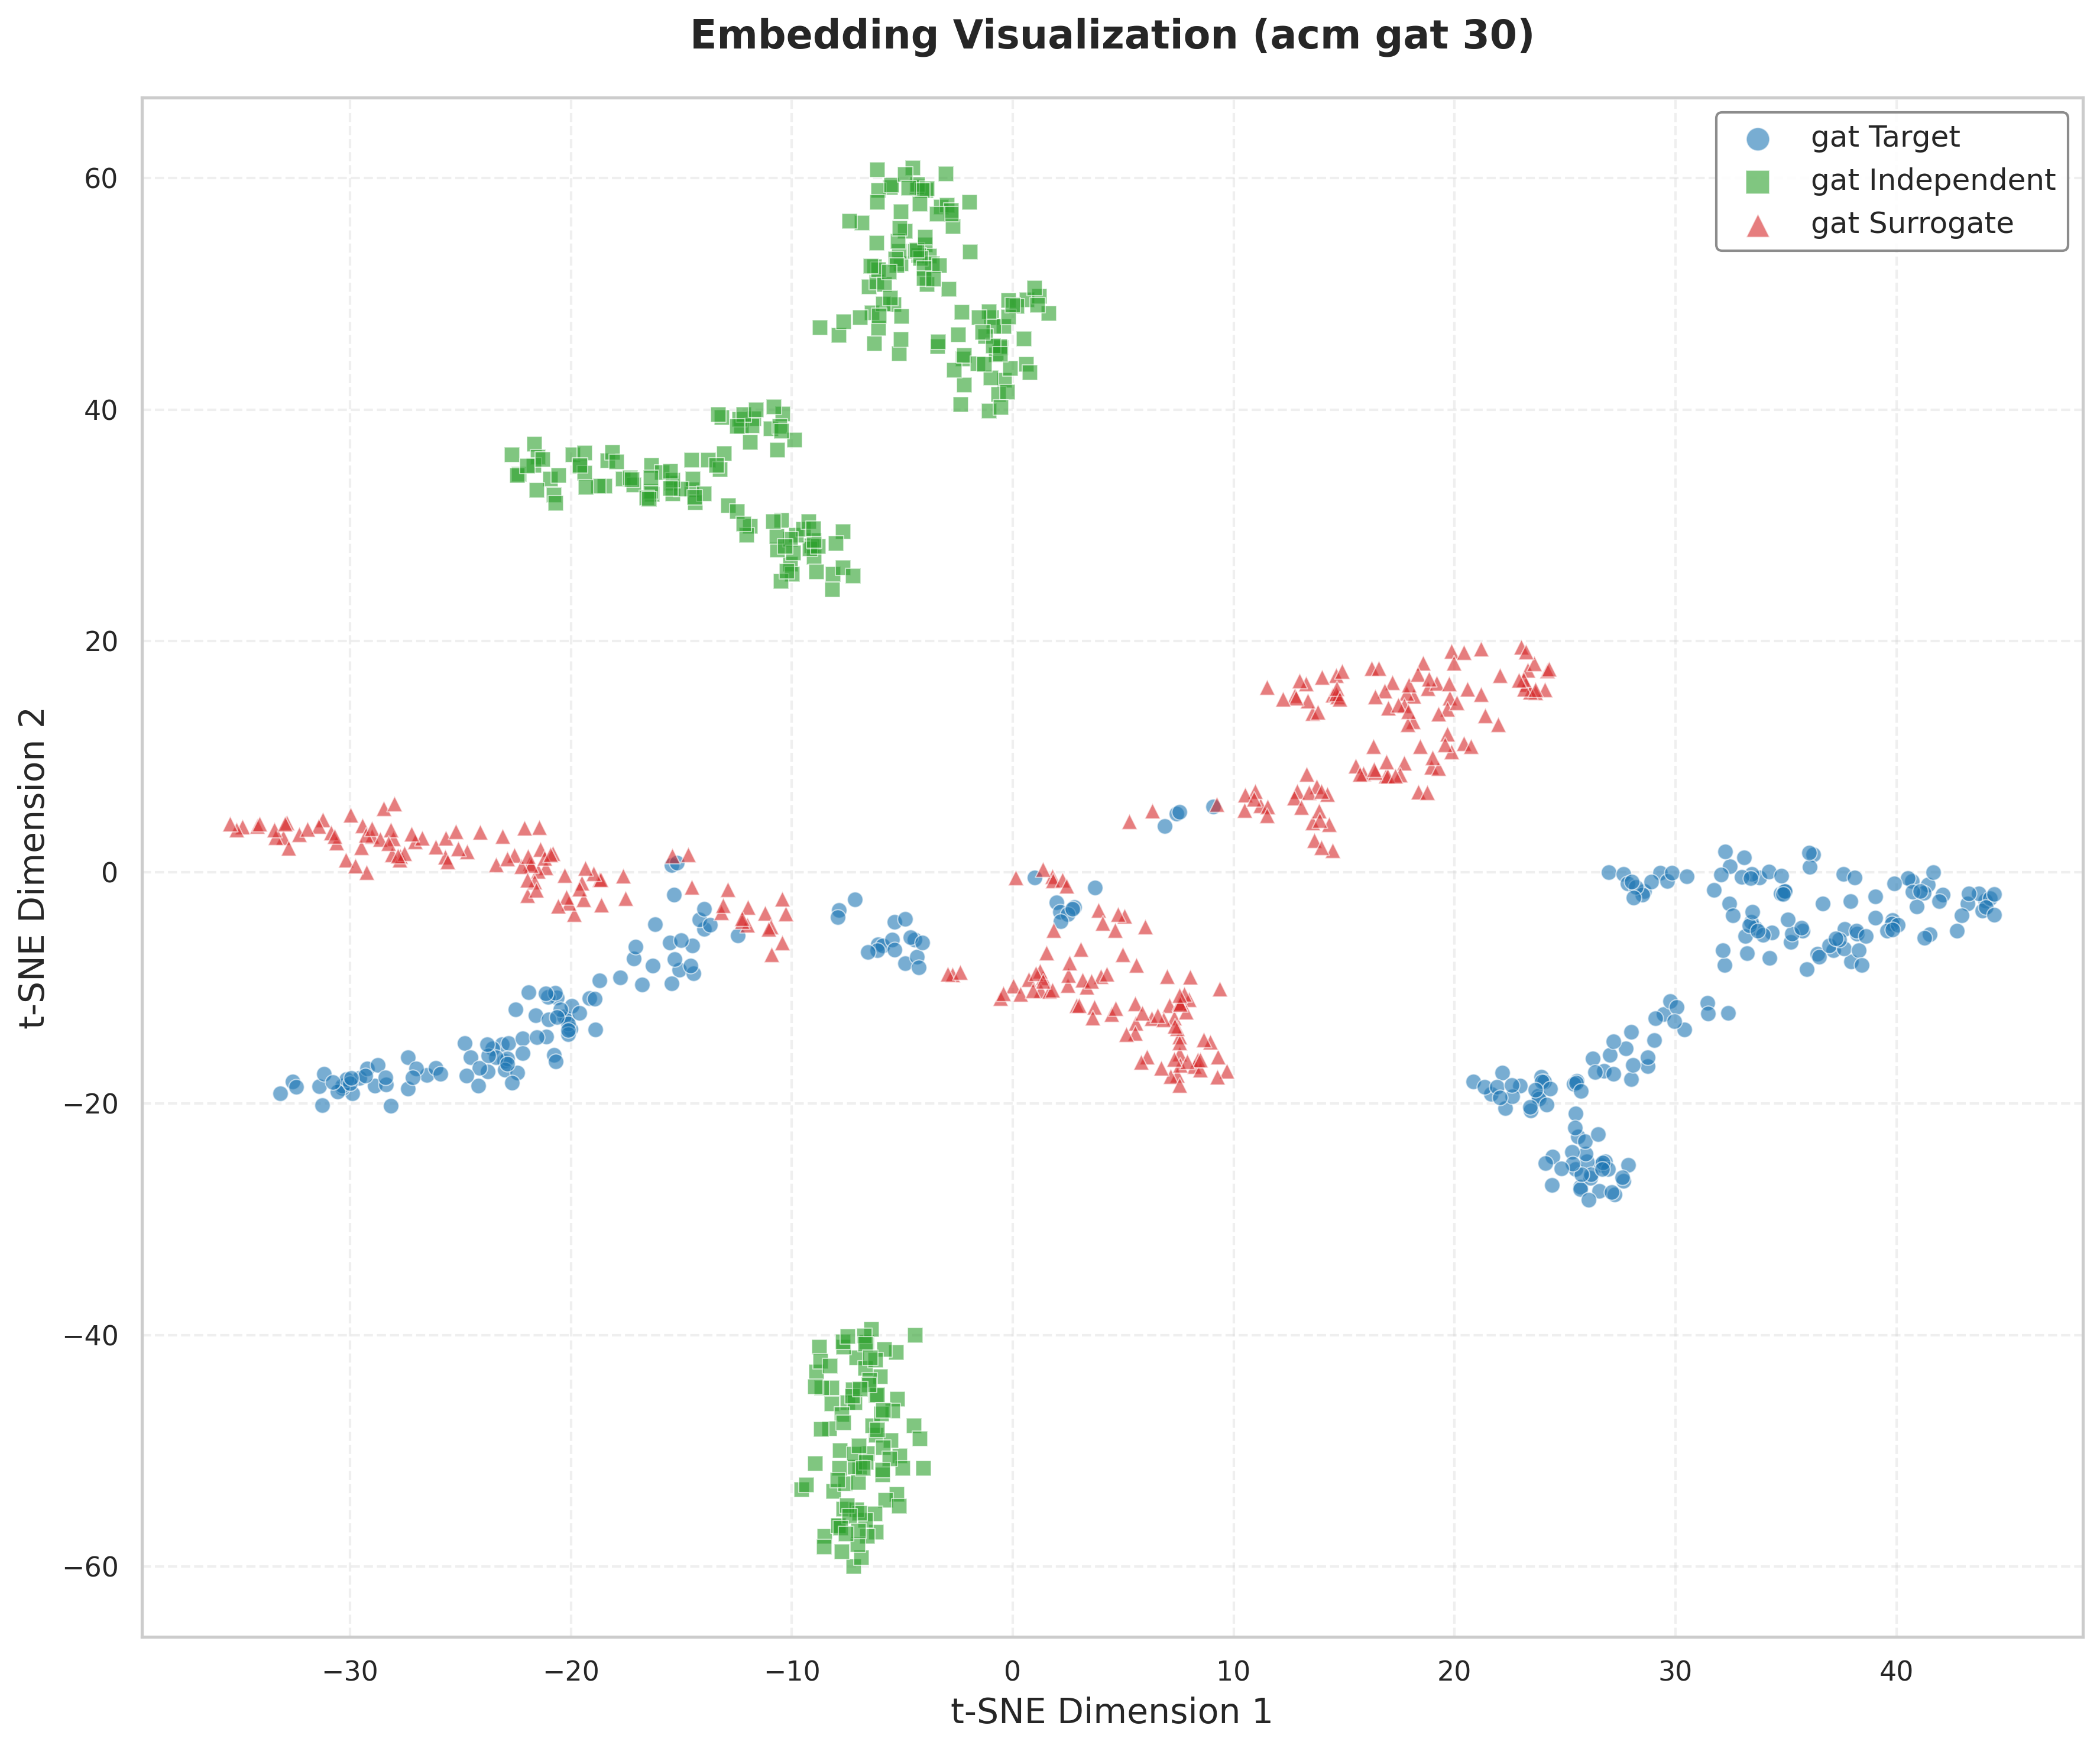 Embedding Visualization (acm gat 30)
gat Target
gat Independent
gat Surrogate
60
40
20
0
−20
−40
−60
t-SNE Dimension 2
−30
−20
−10
0
10
20
30
40
t-SNE Dimension 1